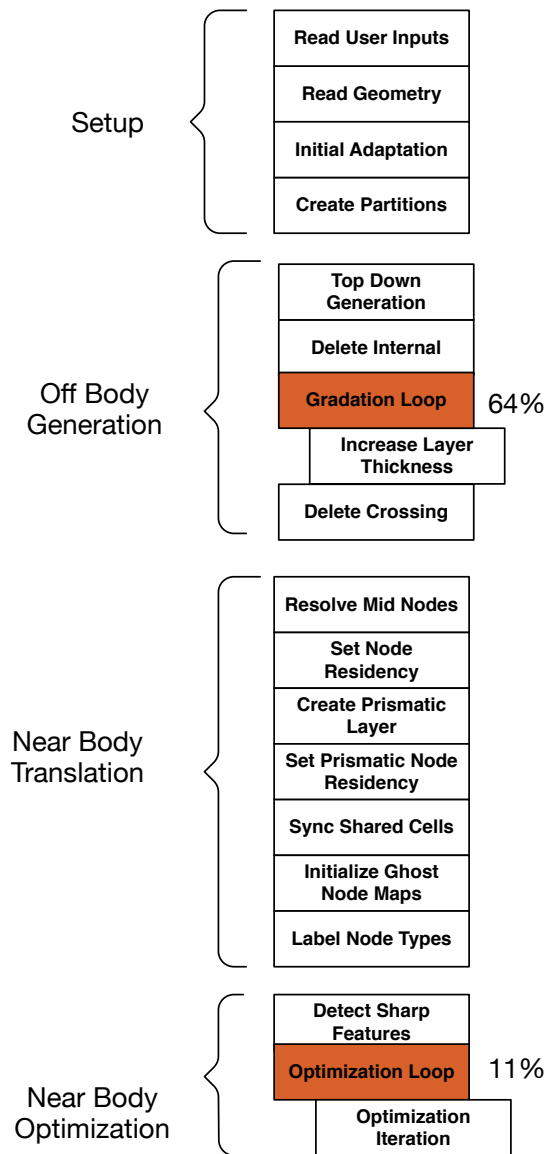 Setup
Read User Inputs
Read Geometry
Initial Adaptation
Create Partitions
Off Body
Generation
Top Down
Generation
Delete Internal
Gradation Loop
64%
Increase Layer
Thickness
Delete Crossing
Near Body
Translation
Resolve Mid Nodes
Set Node
Residency
Create Prismatic
Layer
Set Prismatic Node
Residency
Sync Shared Cells
Initialize Ghost
Node Maps
Label Node Types
Near Body
Optimization
Detect Sharp
Features
Optimization Loop
11%
Optimization
Iteration